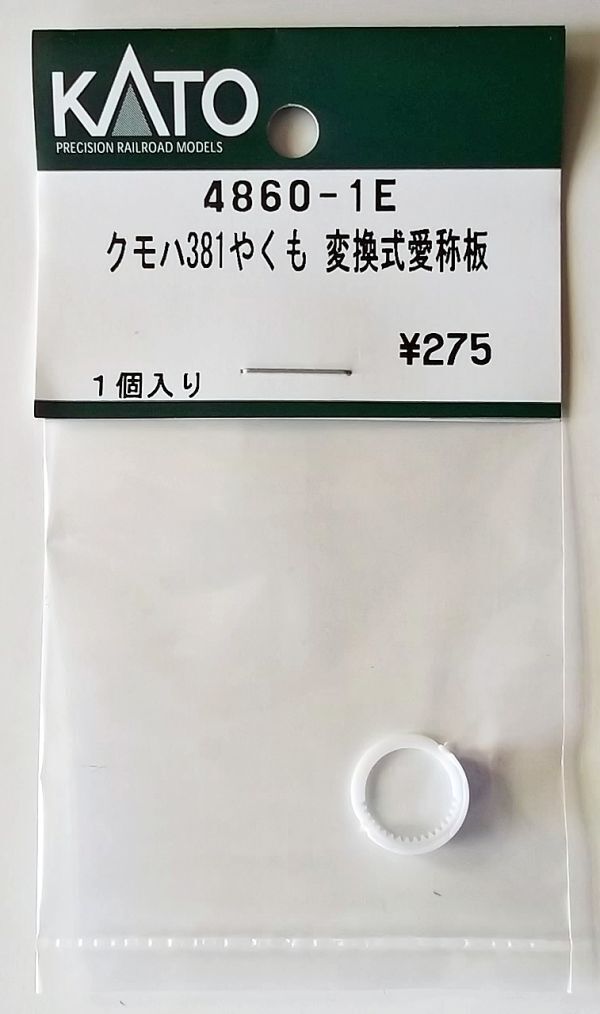 KATO
PRECISION RAILROAD MODELS
4860-1E
クモハ381やくも 変換式愛称板
¥275
1個入り